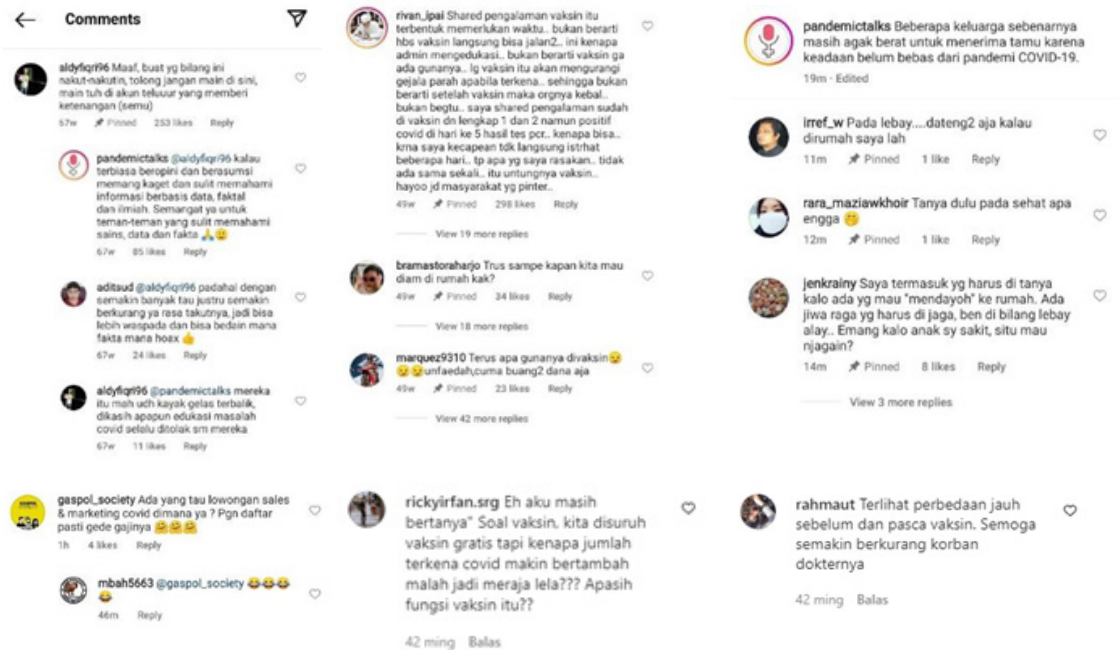 Comments
aldyfiqri96 Maaf, buat yg bilang ini
nakut-nakutin, tolong jangan main di sini,
main tuh di akun teluuur yang memberi
ketenangan (semu)
67w Pinned 253 likes Reply
pandemictalks @aldyfiqri96 kalau
terbiasa beropini dan berasumsi
memang kaget dan sulit memahami
informasi berbasis data, faktal
dan ilmiah. Semangat ya untuk
teman-teman yang sulit memahami
sains, data dan fakta 🙏😊
67w 85 likes Reply
aditsud @aldyfiqri96 padahal dengan
semakin banyak tau justru semakin
berkurang ya rasa takutnya, jadi bisa
lebih waspada dan bisa bedain mana
fakta mana hoax 👍
67w 24 likes Reply
aldyfiqri96 @pandemictalks mereka
itu mah udh kayak gelas terbalik,
dikasih apapun edukasi masalah
covid selalu ditolak sm mereka
67w 11 likes Reply
gaspol_society Ada yang tau lowongan sales
& marketing covid dimana ya ? Pgn daftar
pasti gede gajinya 🤗🤗🤗
1h 4 likes Reply
mbah5663 @gaspol_society 😂😂😂
😂
46m Reply
rivan_ipai Shared pengalaman vaksin itu
terbentuk memerlukan waktu.. bukan berarti
hbs vaksin langsung bisa jalan2.. ini kenapa
admin mengedukasi.. bukan berarti vaksin ga
ada gunanya.. lg vaksin itu akan mengurangi
gejala parah apabila terkena.. sehingga bukan
berarti setelah vaksin maka orgnya kebal..
bukan begtu.. saya shared pengalaman sudah
di vaksin dn lengkap 1 dan 2 namun positif
covid di hari ke 5 hasil tes pcr.. kenapa bisa..
krna saya kecapean tdk langsung istrhat
beberapa hari.. tp apa yg saya rasakan.. tidak
ada sama sekali.. itu untungnya vaksin..
hayoo jd masyarakat yg pinter..
49w Pinned 298 likes Reply
View 19 more replies
bramastoraharjo Trus sampe kapan kita mau
diam di rumah kak?
49w Pinned 34 likes Reply
View 18 more replies
marquez9310 Terus apa gunanya divaksin😒
😒😒unfaedah,cuma buang2 dana aja
49w Pinned 23 likes Reply
View 42 more replies
rickyirfan.srg Eh aku masih
bertanya" Soal vaksin. kita disuruh
vaksin gratis tapi kenapa jumlah
terkena covid makin bertambah
malah jadi meraja lela??? Apasih
fungsi vaksin itu??
42 ming Balas
pandemictalks Beberapa keluarga sebenarnya
masih agak berat untuk menerima tamu karena
keadaan belum bebas dari pandemi COVID-19.
19m · Edited
irref_w Pada lebay.....dateng2 aja kalau
dirumah saya lah
11m Pinned 1 like Reply
rara_maziawkhoir Tanya dulu pada sehat apa
engga 🤭
12m Pinned 1 like Reply
jenkrainy Saya termasuk yg harus di tanya
kalo ada yg mau "mendayoh" ke rumah. Ada
jiwa raga yg harus di jaga, ben di bilang lebay
alay.. Emang kalo anak sy sakit, situ mau
njagain?
14m Pinned 8 likes Reply
View 3 more replies
rahmaut Terlihat perbedaan jauh
sebelum dan pasca vaksin. Semoga
semakin berkurang korban
dokternya
42 ming Balas